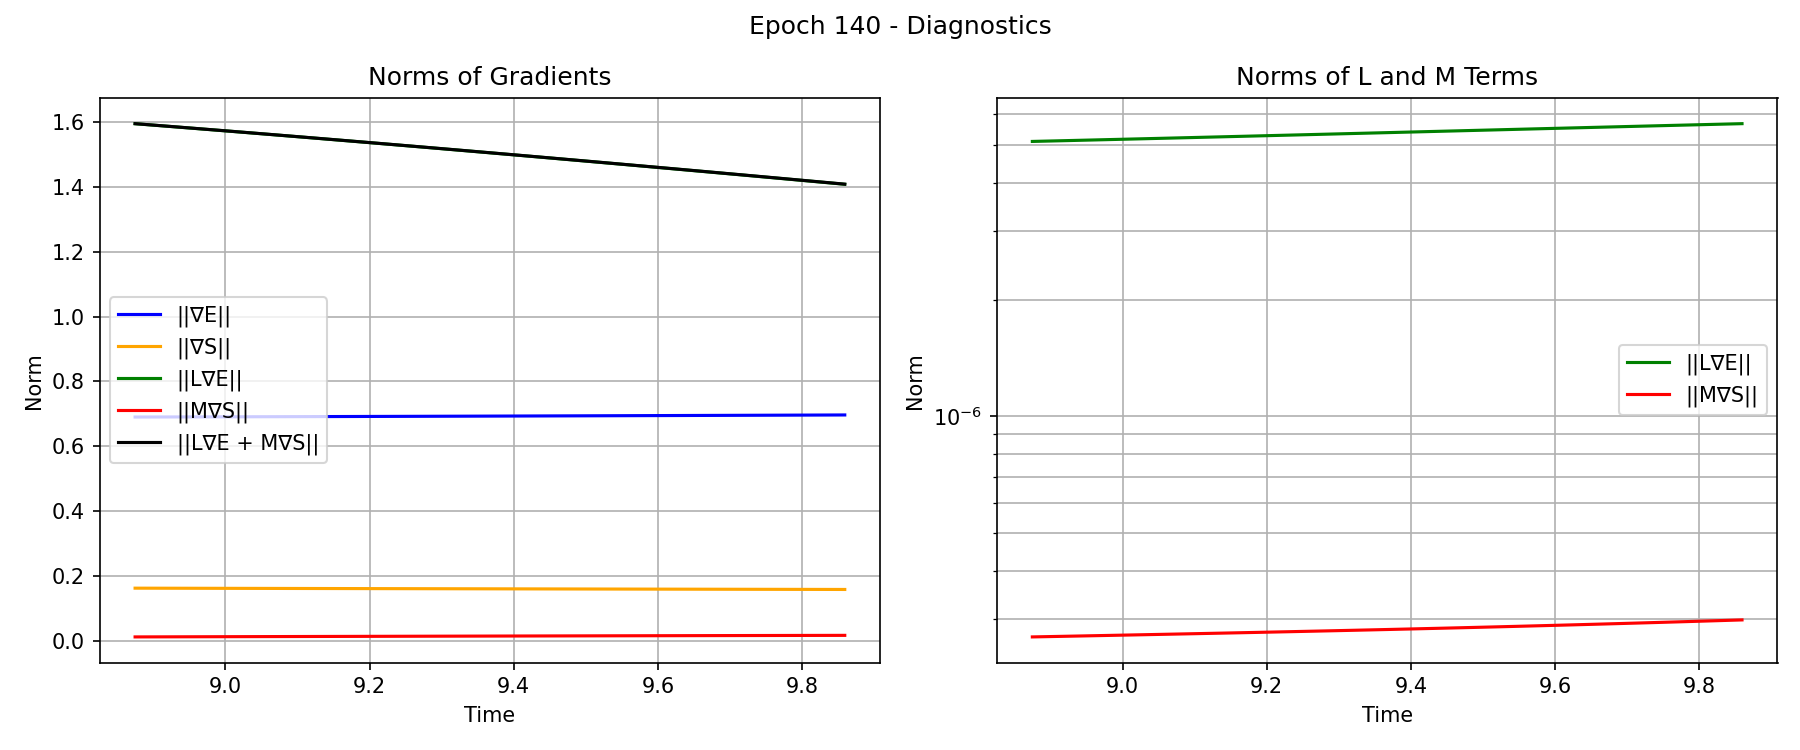 Epoch 140 - Diagnostics
Norms of Gradients
Norm
1.6
1.4
1.2
1.0
0.8
0.6
0.4
0.2
0.0
||∇E||
||∇S||
||L∇E||
||M∇S||
||L∇E + M∇S||
9.0 9.2 9.4 9.6 9.8
Time
Norms of L and M Terms
Norm
10⁻⁶
||L∇E||
||M∇S||
9.0 9.2 9.4 9.6 9.8
Time